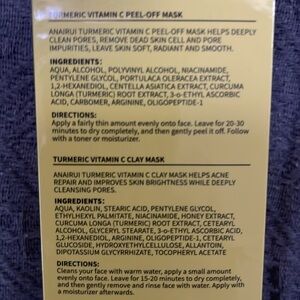 TURMERIC VITAMIN C PEEL-OFF MASK
ANAIRUI TURMERIC VITAMIN C PEEL-OFF MASK HELPS DEEPLY
CLEAN PORES, REMOVE DEAD SKIN CELL AND PORE
IMPURITIES, LEAVE SKIN SOFT, RADIANT AND SMOOTH.
INGREDIENTS:
AQUA, ALCOHOL, POLYVINYL ALCOHOL, NIACINAMIDE,
PENTYLENE GLYCOL, PORTULACA OLERACEA EXTRACT,
1,2-HEXANEDIOL, CENTELLA ASIATICA EXTRACT, CURCUMA
LONGA (TURMERIC) ROOT EXTRACT, 3-o-ETHYL ASCORBIC
ACID, CARBOMER, ARGININE, OLIGOPEPTIDE-1
DIRECTIONS:
Apply a fairly thin amount evenly onto face. Leave for 20-30
minutes to dry completely, and then gently peel it off. Follow
with a toner or moisturizer.
TURMERIC VITAMIN C CLAY MASK
ANAIRUI TURMERIC VITAMIN C CLAY MASK HELPS ACNE
REPAIR AND IMPROVES SKIN BRIGHTNESS WHILE DEEPLY
CLEANSING PORES.
INGREDIENTS:
AQUA, KAOLIN, STEARIC ACID, PENTYLENE GLYCOL,
ETHYLHEXYL PALMITATE, NIACINAMIDE, HONEY EXTRACT,
CURCUMA LONGA (TURMERIC) ROOT EXTRACT, CETEARYL
ALCOHOL, GLYCERYL STEARATE, 3-o-ETHYL ASCORBIC ACID,
1,2-HEXANEDIOL, ARGININE, OLIGOPEPTIDE-1, CETEARYL
GLUCOSIDE, HYDROXYETHYLCELLULOSE, ALLANTOIN,
DIPOTASSIUM GLYCYRRHIZATE, TOCOPHERYL ACETATE
DIRECTIONS:
Cleans your face with warm water, apply a small amount
evenly onto face. Leave for 15-20 minutes to dry completely,
and then gently remove and rinse face with water. Apply with
a moisturizer afterwards.